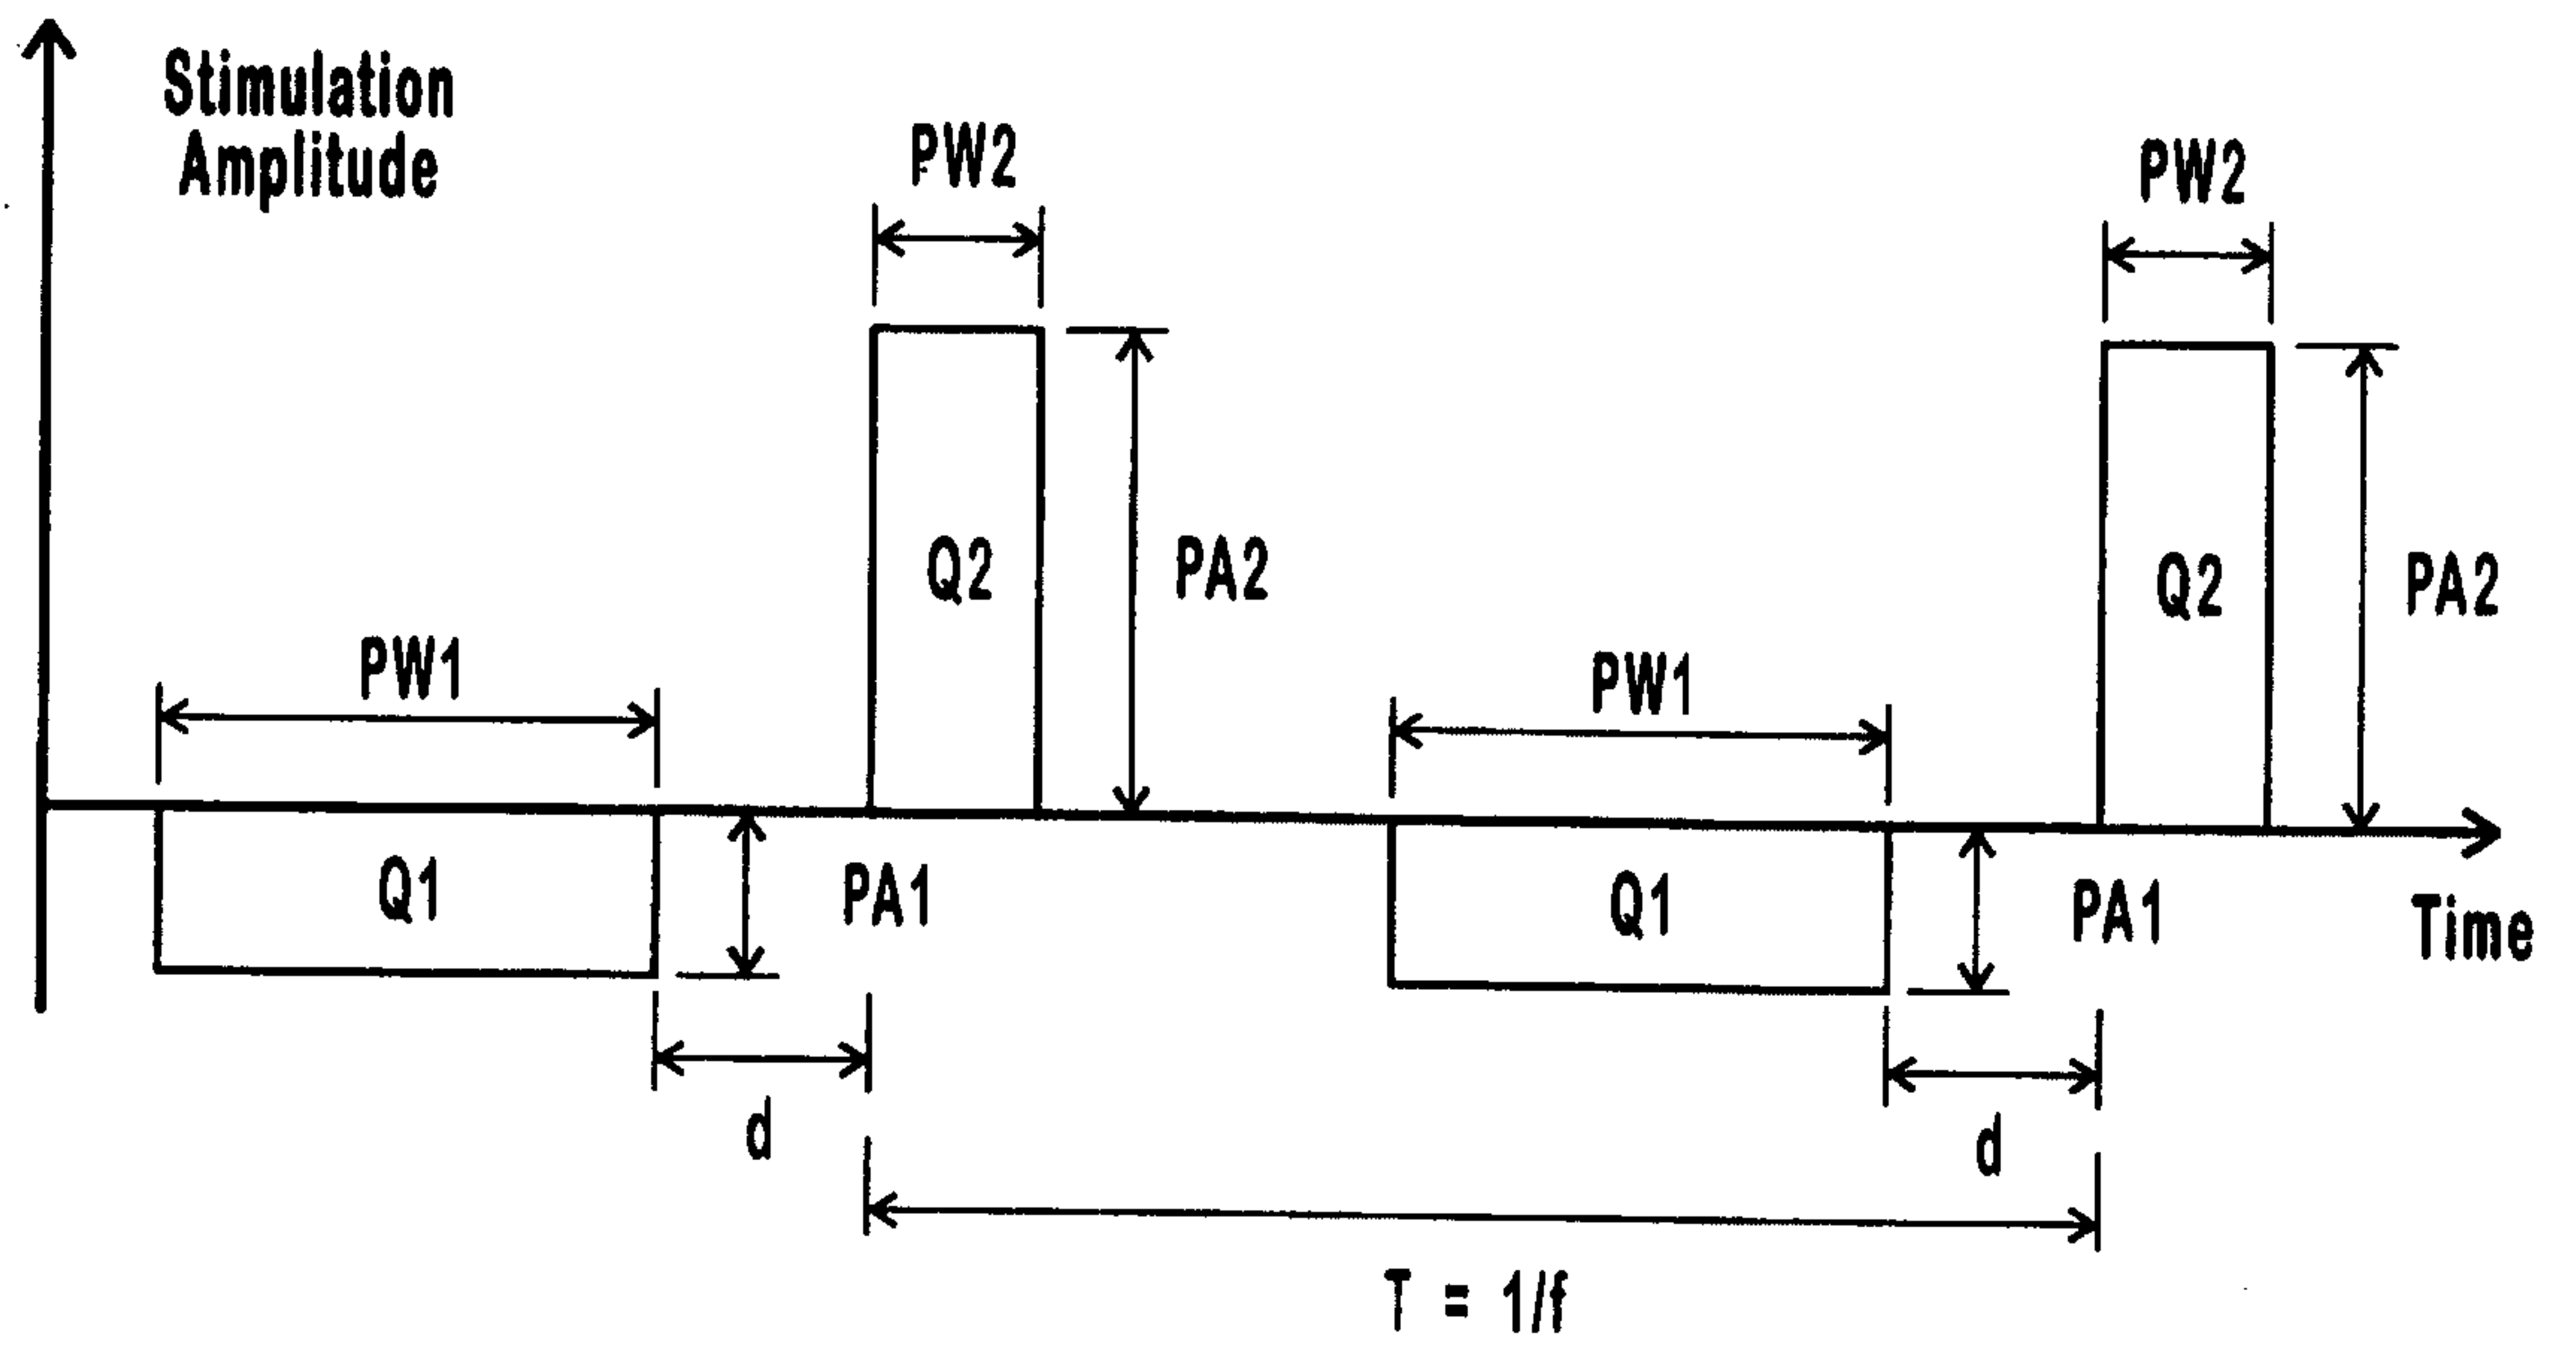 Stimulation
Amplitude
PW2
PW2
Q2
PA2
Q2
PA2
PW1
PW1
Q1
PA1
Q1
PA1
Time
d
d
T = 1/f